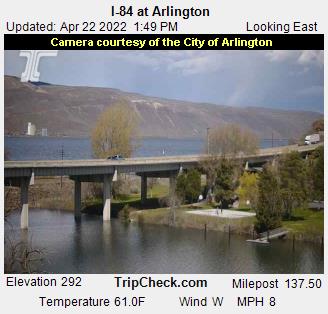 I-84 at Arlington
Updated: Apr 22 2022 1:49 PM Looking East
Camera courtesy of the City of Arlington
Elevation 292 TripCheck.com Milepost 137.50
Temperature 61.0F Wind W MPH 8